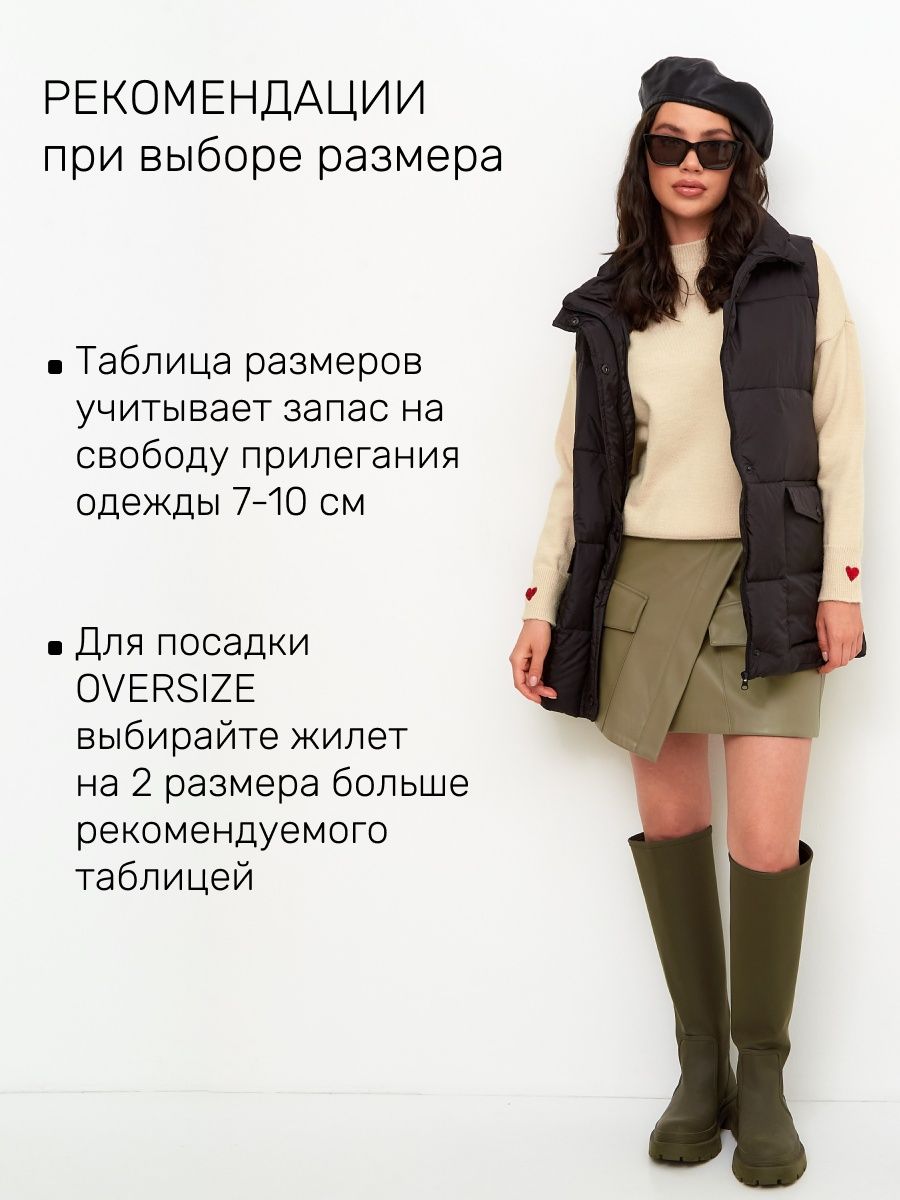 РЕКОМЕНДАЦИИ
при выборе размера
Таблица размеров
учитывает запас на
свободу прилегания
одежды 7-10 см
Для посадки
OVERSIZE
выбирайте жилет
на 2 размера больше
рекомендуемого
таблицей